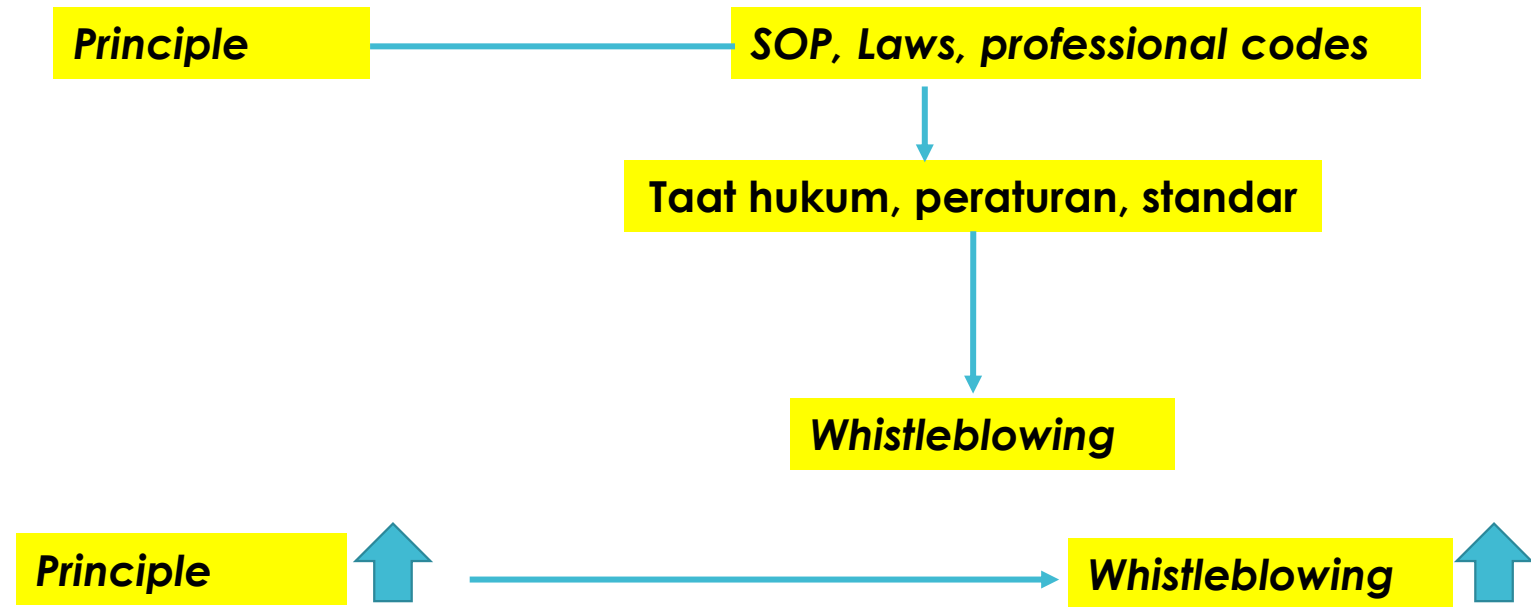 Principle
SOP, Laws, professional codes
Taat hukum, peraturan, standar
Whistleblowing
Principle
Whistleblowing